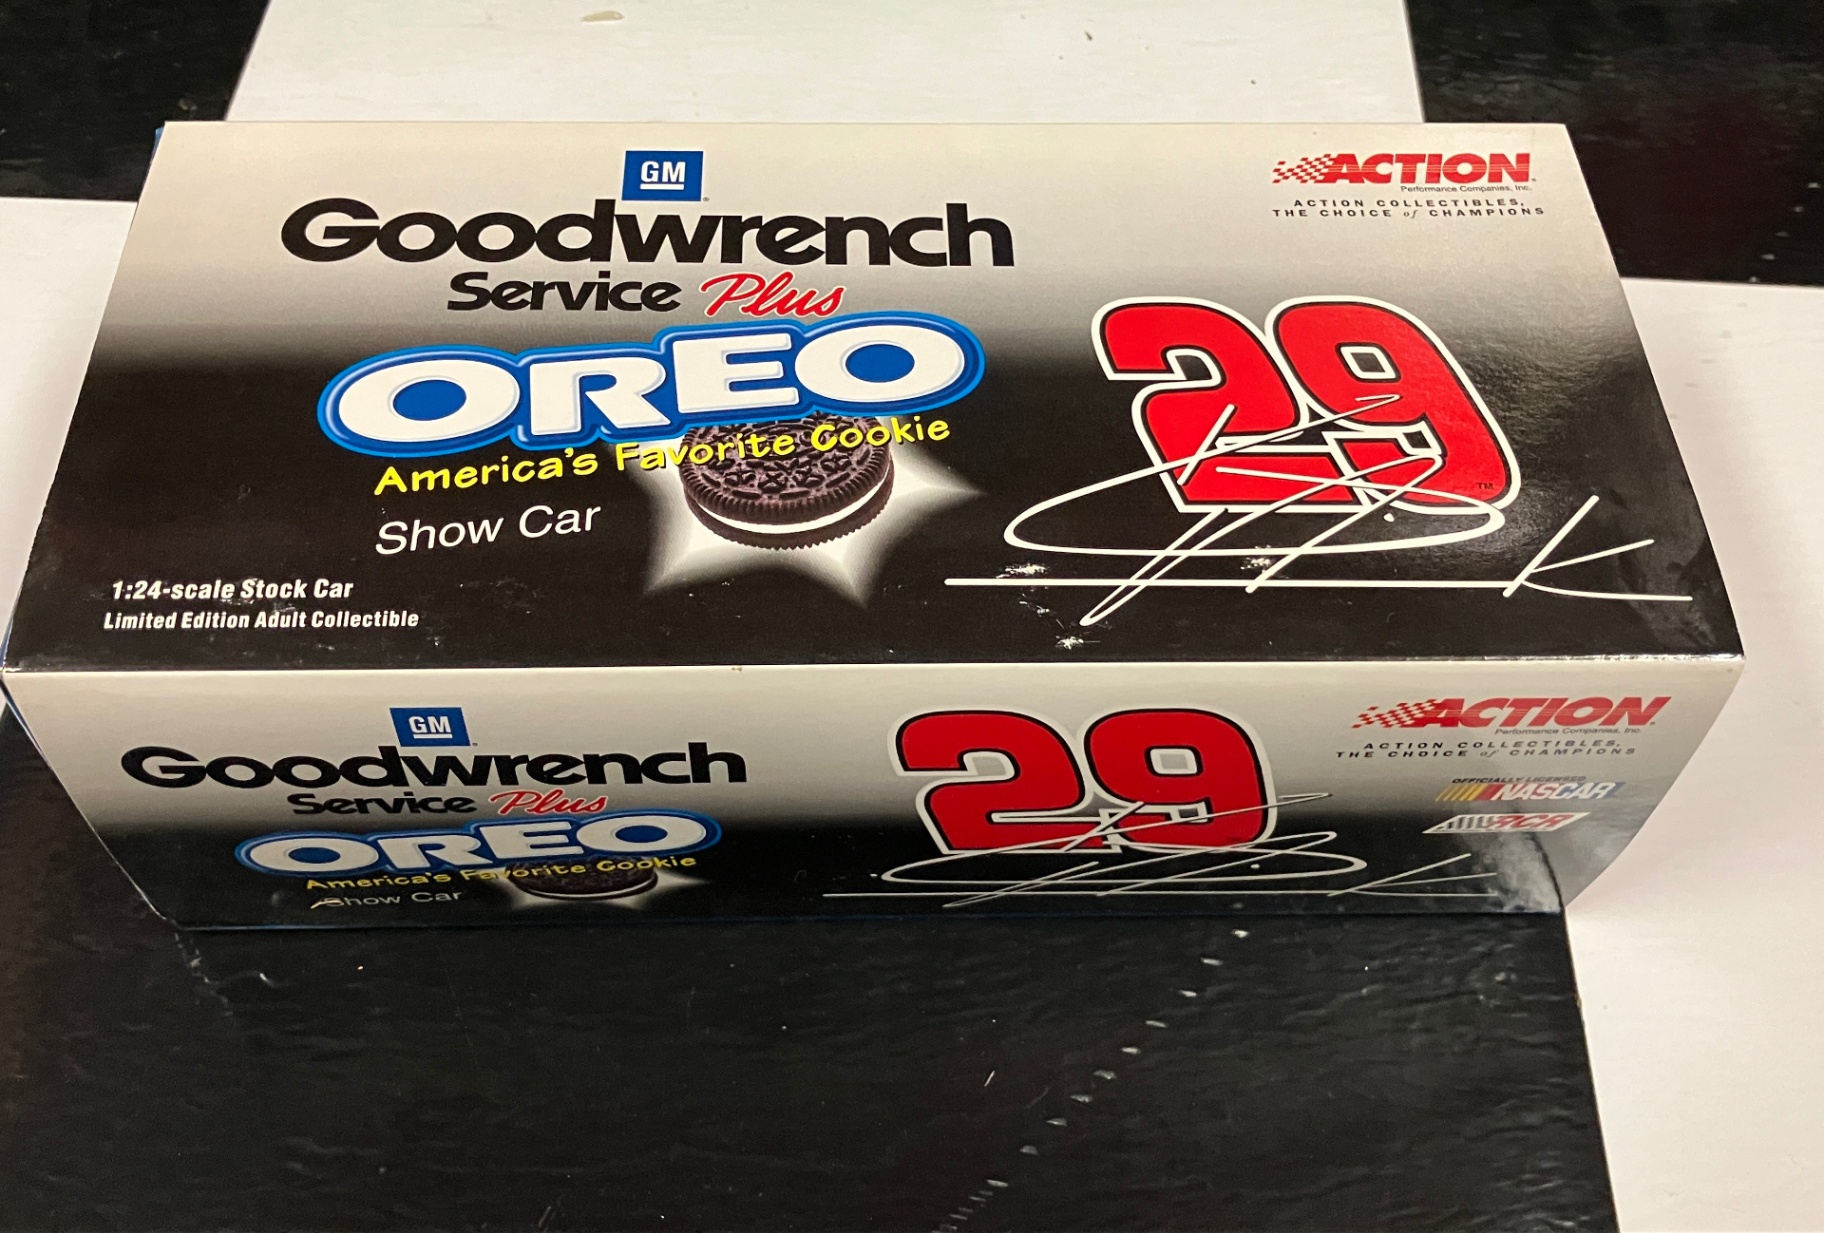 GM
Goodwrench
Service Plus
OREO
America's Favorite Cookie
Show Car
1:24-scale Stock Car
Limited Edition Adult Collectible
ACTION
Performance Companies, Inc.
ACTION COLLECTIBLES,
THE CHOICE of CHAMPIONS
29
TM
GM
Goodwrench
Service Plus
OREO
America's Favorite Cookie
Show Car
29
ACTION
Performance Companies, Inc.
ACTION COLLECTIBLES,
THE CHOICE of CHAMPIONS
OFFICIALLY LICENSED
NASCAR
RCR